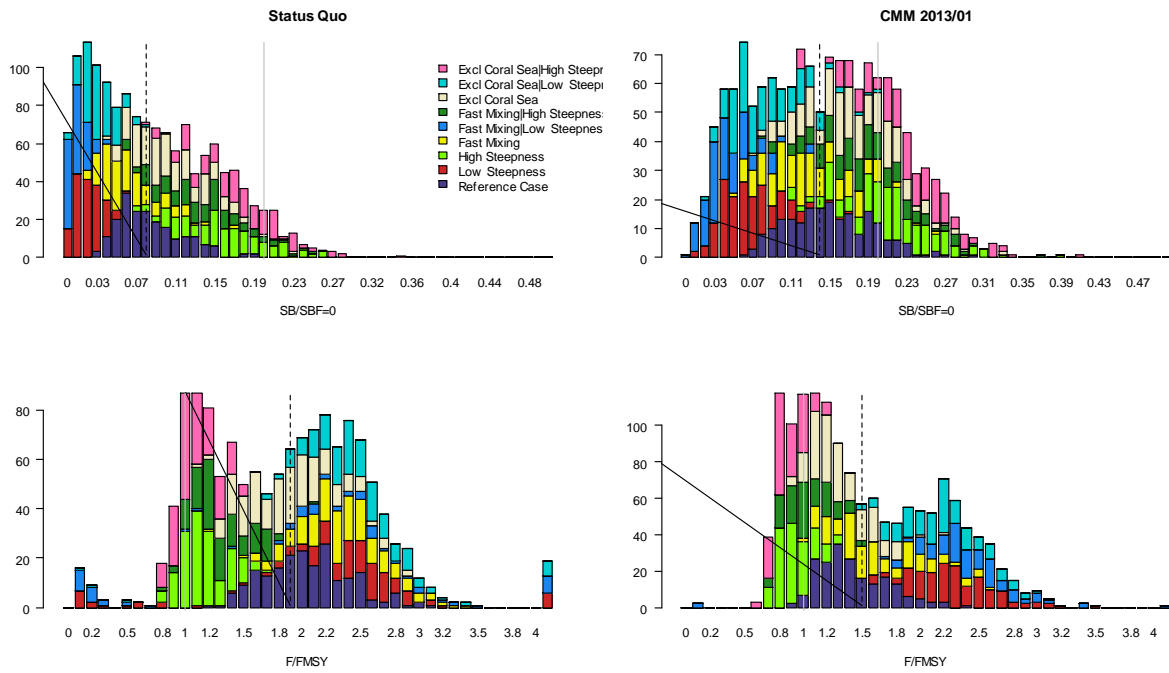 Status Quo
CMM 2013/01
100
80
60
40
20
0
0 0.03 0.07 0.11 0.15 0.19 0.23 0.27 0.32 0.36 0.4 0.44 0.48
SB/SBF=0
Excl Coral Sea|High Steepn
Excl Coral Sea|Low Steepn
Excl Coral Sea
Fast Mixing|High Steepness
Fast Mixing|Low Steepness
Fast Mixing
High Steepness
Low Steepness
Reference Case
70
60
50
40
30
20
10
0
0 0.03 0.07 0.11 0.15 0.19 0.23 0.27 0.31 0.35 0.39 0.43 0.47
SB/SBF=0
80
60
40
20
0
0 0.2 0.5 0.8 1 1.2 1.5 1.8 2 2.2 2.5 2.8 3 3.2 3.5 3.8 4
F/FMSY
80
60
40
20
0
0 0.2 0.5 0.8 1 1.2 1.5 1.8 2 2.2 2.5 2.8 3 3.2 3.5 3.8 4
F/FMSY